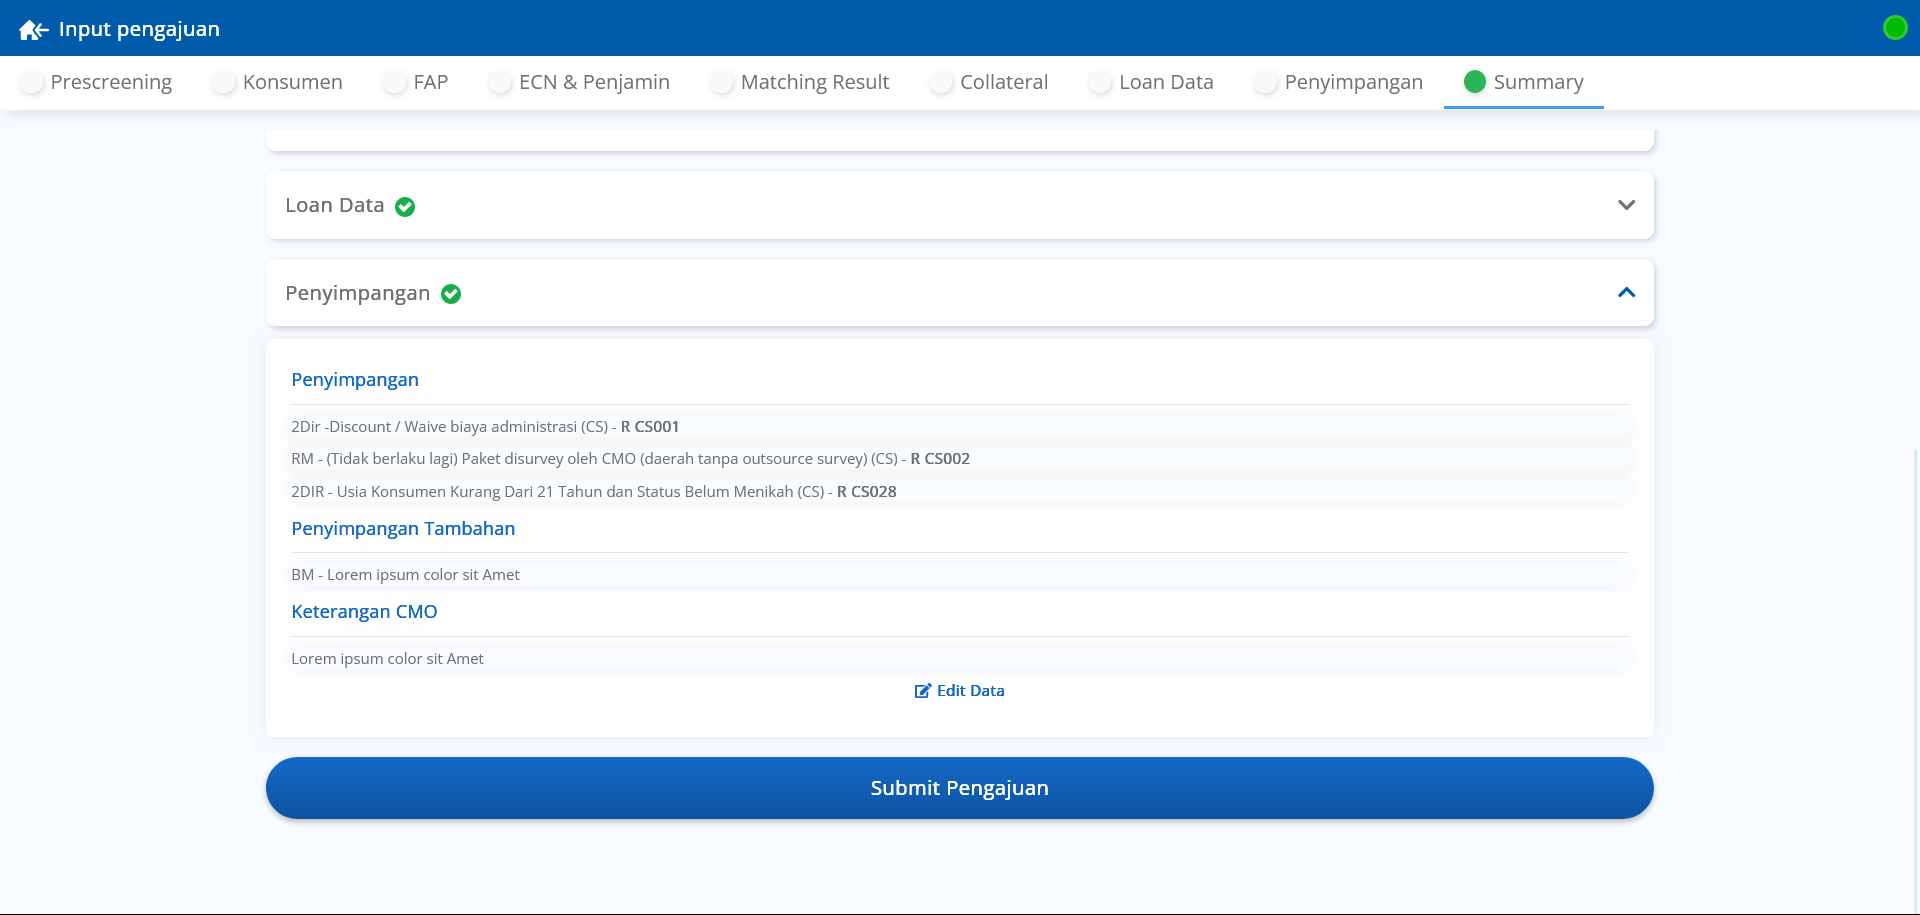 Input pengajuan
Prescreening Konsumen FAP ECN & Penjamin Matching Result Collateral Loan Data Penyimpangan Summary
Loan Data
Penyimpangan
Penyimpangan
2Dir -Discount / Waive biaya administrasi (CS) - R CS001
RM - (Tidak berlaku lagi) Paket disurvey oleh CMO (daerah tanpa outsource survey) (CS) - R CS002
2DIR - Usia Konsumen Kurang Dari 21 Tahun dan Status Belum Menikah (CS) - R CS028
Penyimpangan Tambahan
BM - Lorem ipsum color sit Amet
Keterangan CMO
Lorem ipsum color sit Amet
Edit Data
Submit Pengajuan